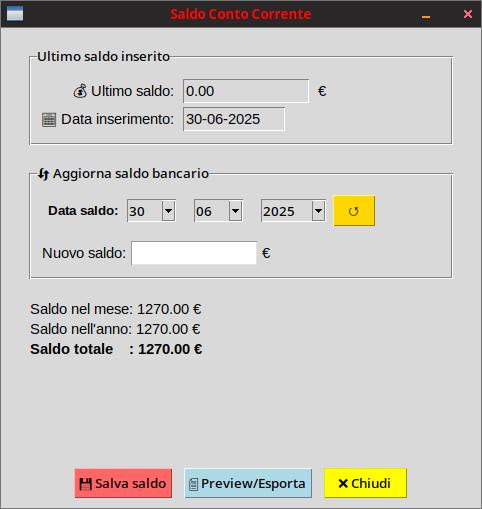 Saldo Conto Corrente
Ultimo saldo inserito
Ultimo saldo: 0.00 €
Data inserimento: 30-06-2025
Aggiorna saldo bancario
Data saldo: 30 06 2025
Nuovo saldo: €
Saldo nel mese: 1270.00 €
Saldo nell'anno: 1270.00 €
Saldo totale : 1270.00 €
Salva saldo Preview/Esporta Chiudi